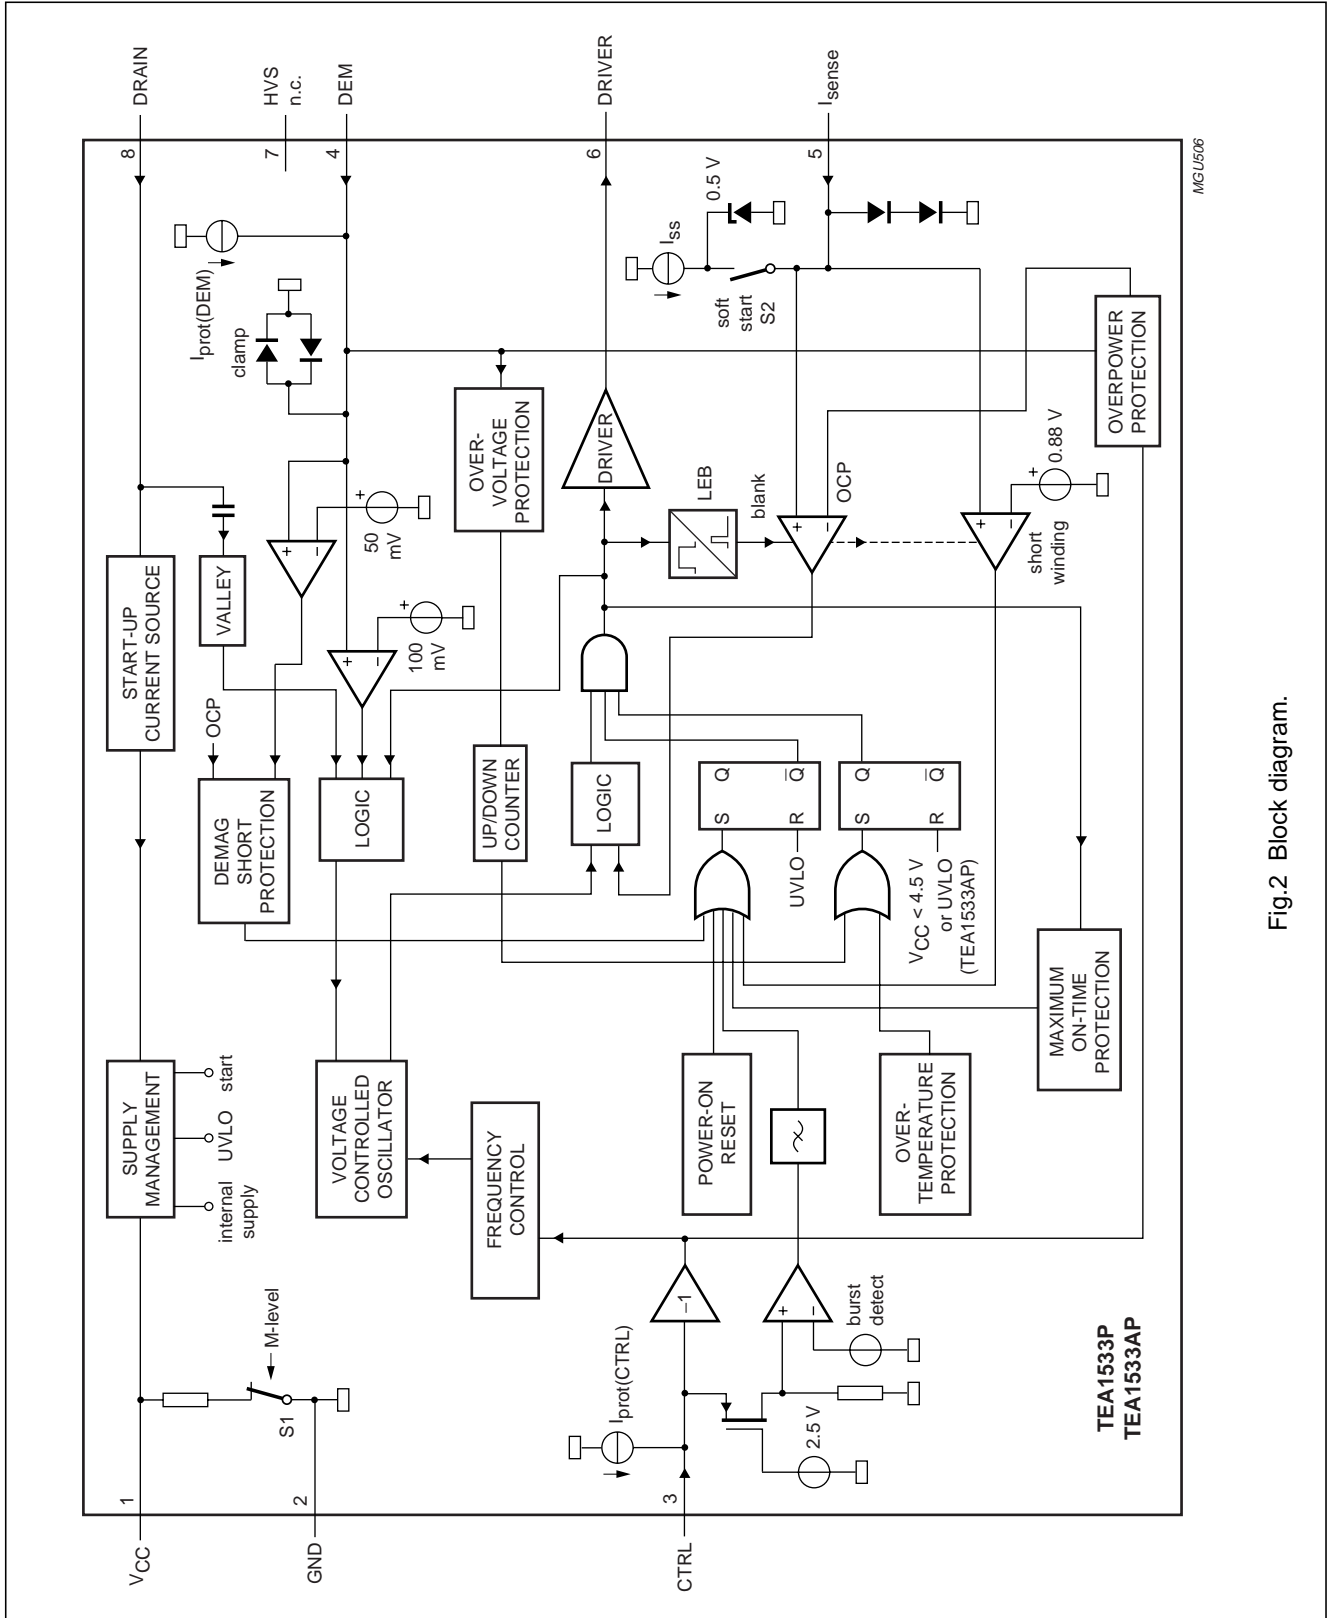 VCC
1
GND
2
CTRL
3
S1
M-level
SUPPLY
MANAGEMENT
internal
supply
UVLO
start
START-UP
CURRENT SOURCE
8
DRAIN
VALLEY
clamp
Iprot(DEM)
7
HVS
n.c.
4
DEM
OCP
DEMAG
SHORT
PROTECTION
+
−
50
mV
+
LOGIC
+
−
100
mV
+
VOLTAGE
CONTROLLED
OSCILLATOR
FREQUENCY
CONTROL
UP/DOWN
COUNTER
OVER-
VOLTAGE
PROTECTION
LOGIC
DRIVER
6
DRIVER
Iprot(CTRL)
−1
2.5 V
+
−
burst
detect
POWER-ON
RESET
OVER-
TEMPERATURE
PROTECTION
S
Q
R
Q
UVLO
S
Q
R
Q
VCC < 4.5 V
or UVLO
(TEA1533AP)
LEB
blank
+
−
OCP
Iss
0.5 V
soft
start
S2
5
Isense
+
−
short
winding
+
0.88 V
MAXIMUM
ON-TIME
PROTECTION
OVERPOWER
PROTECTION
TEA1533P
TEA1533AP
MGU506
Fig.2 Block diagram.